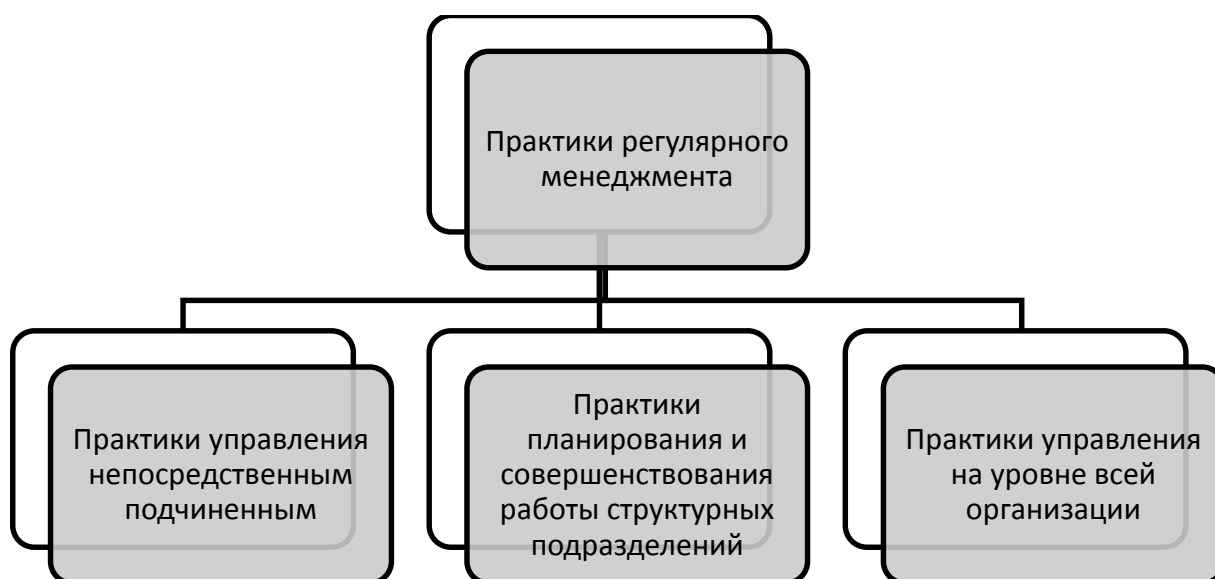 Практики регулярного
менеджмента
Практики управления
непосредственным
подчиненным
Практики
планирования и
совершенствования
работы структурных
подразделений
Практики управления
на уровне всей
организации